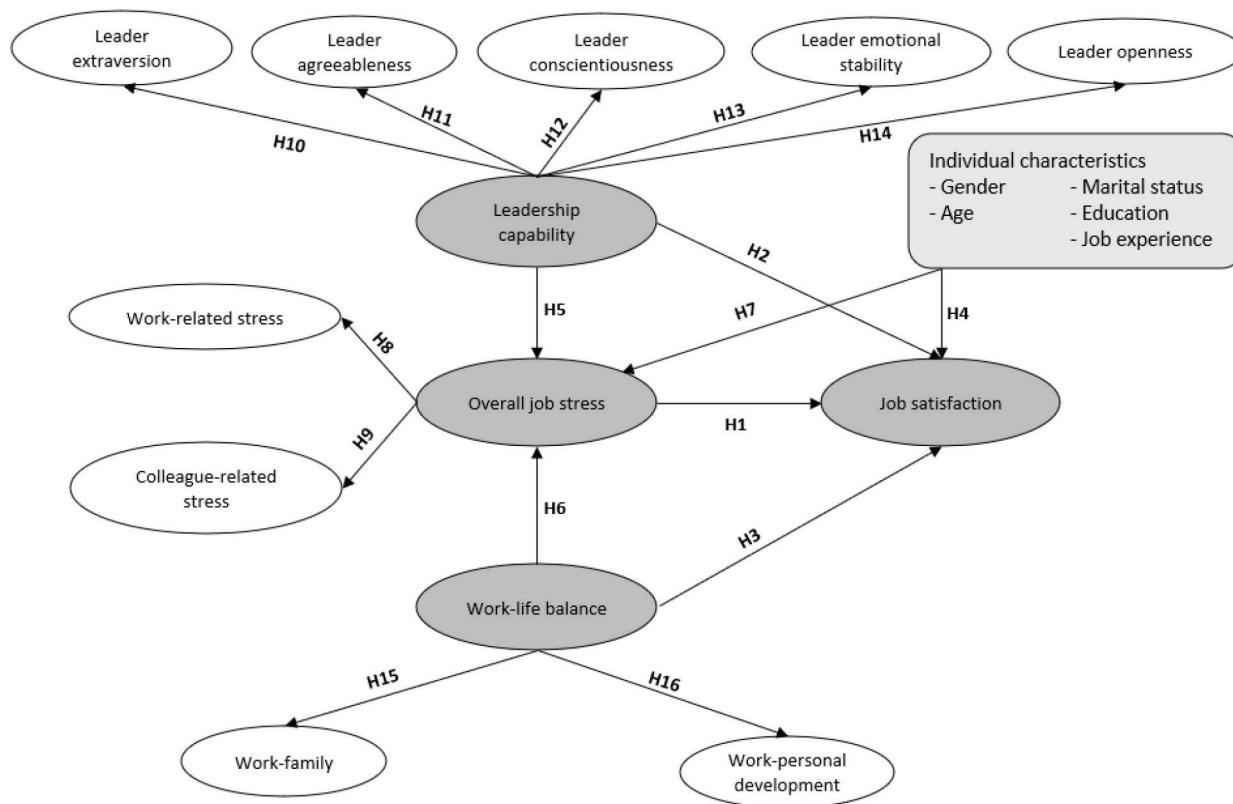 Leader
extraversion
Leader
agreeableness
Leader
conscientiousness
Leader emotional
stability
Leader openness
H10
H11
H12
H13
H14
Individual characteristics
- Gender
- Marital status
- Age
- Education
- Job experience
Leadership
capability
H2
H5
H7
H4
Work-related stress
H8
Overall job stress
H1
Job satisfaction
H9
Colleague-related
stress
H6
H3
Work-life balance
H15
H16
Work-family
Work-personal
development